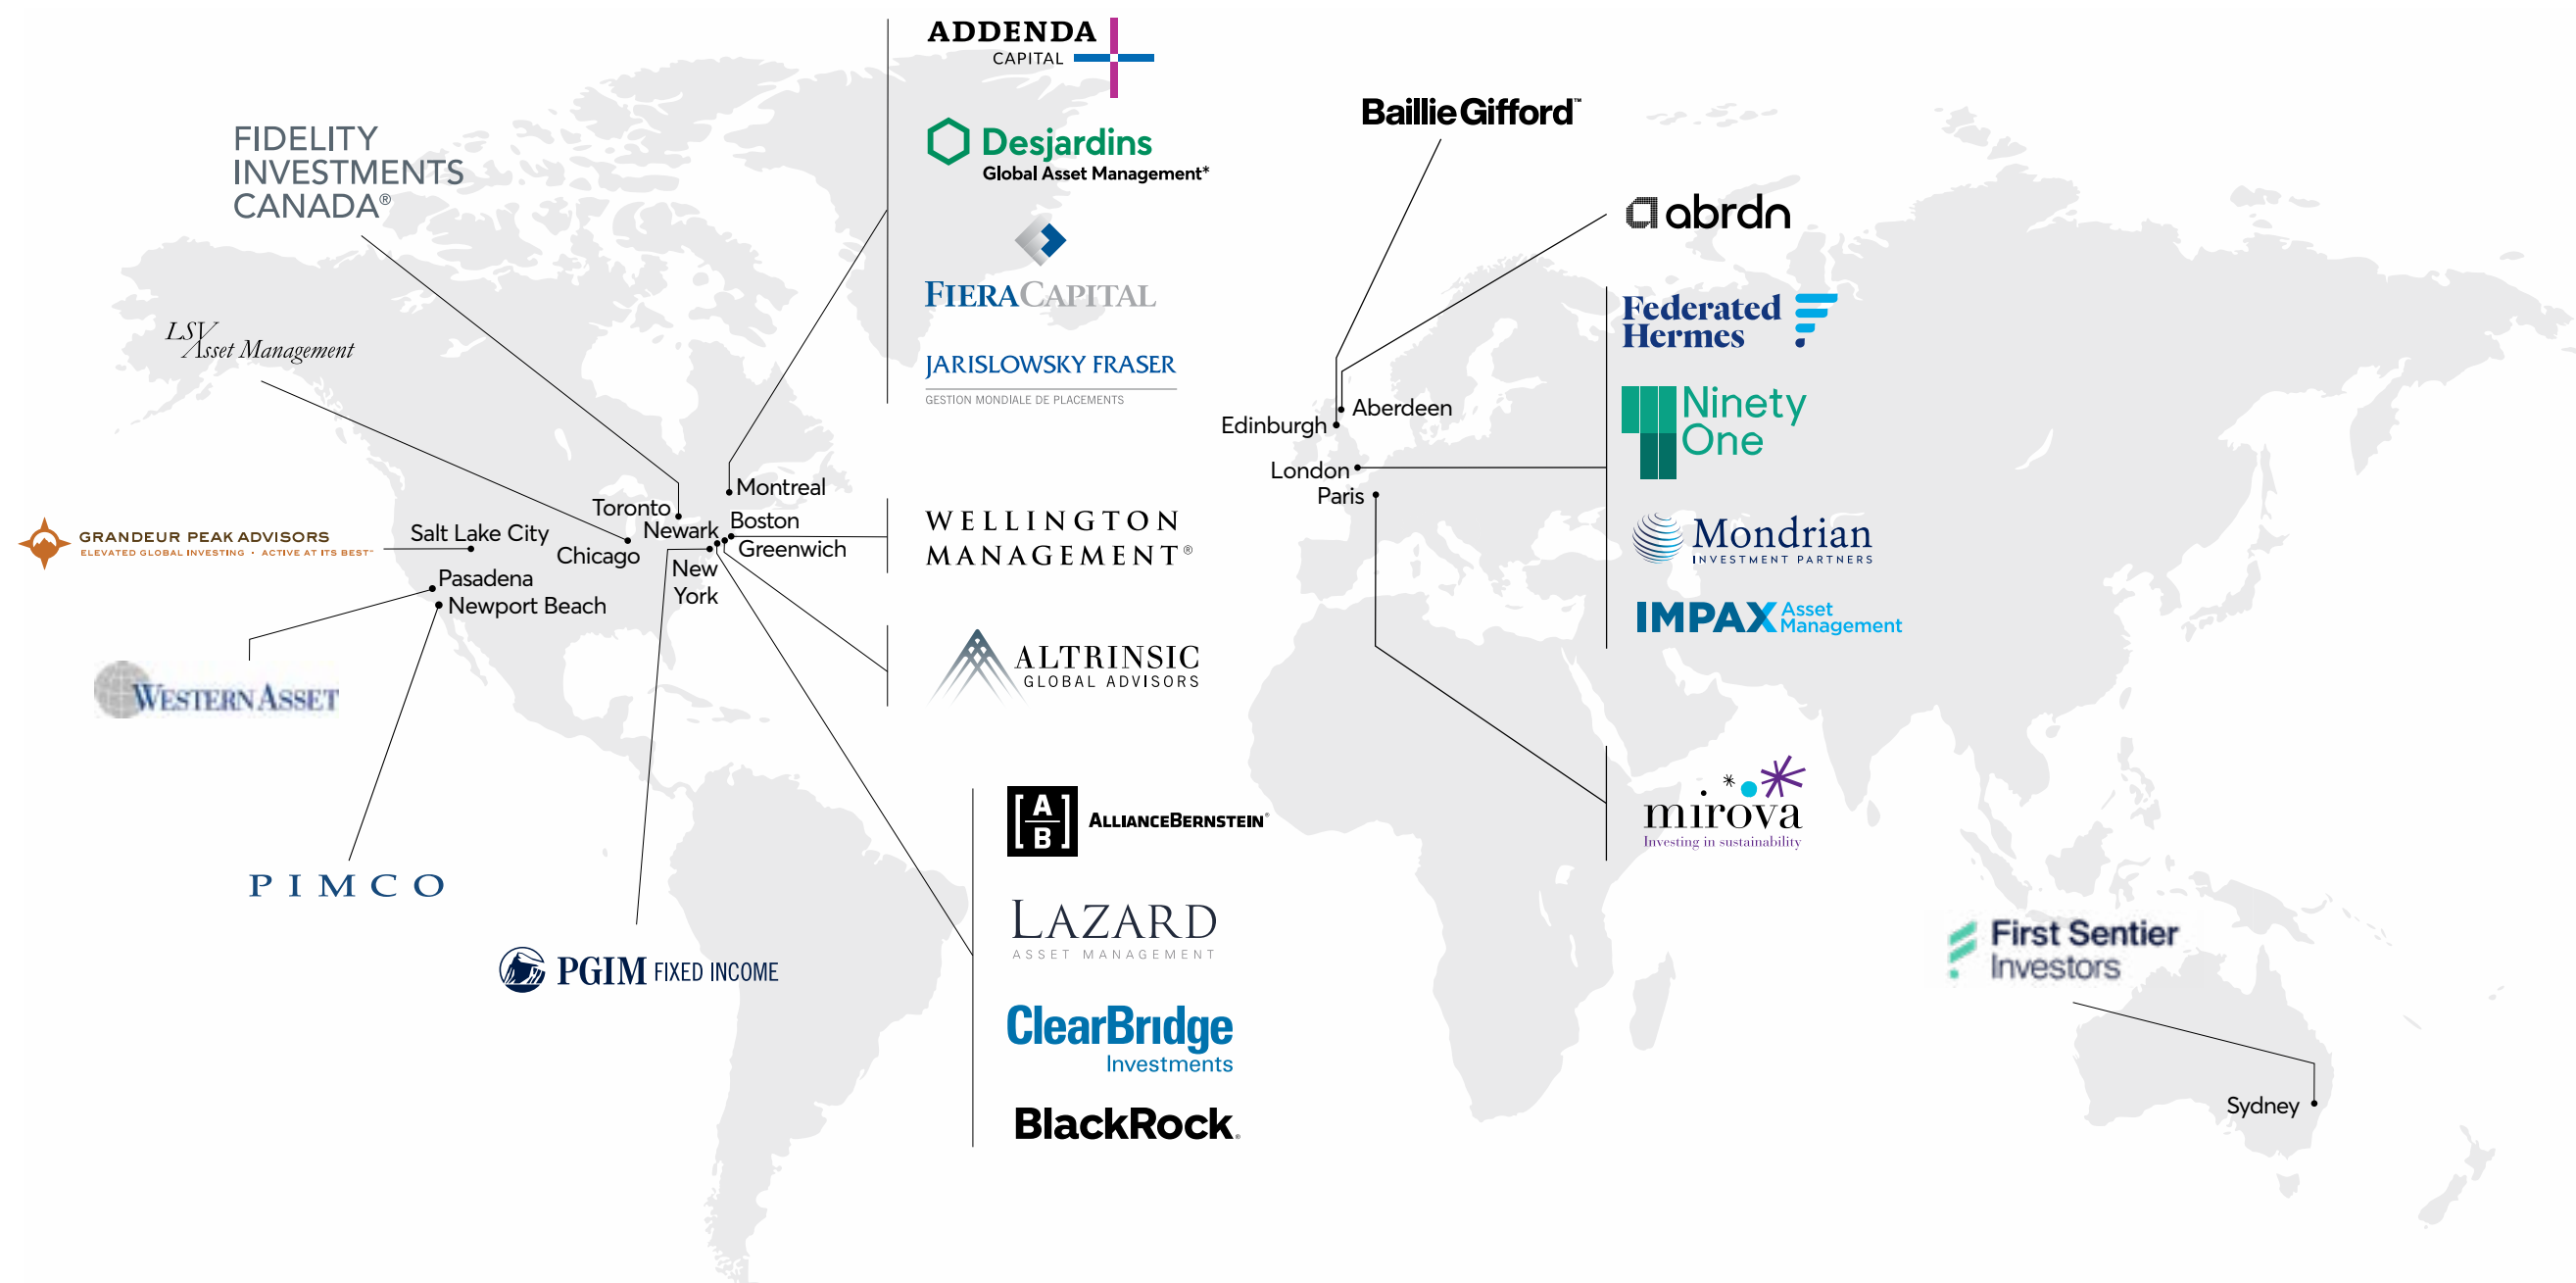 ADDENDA
CAPITAL
Desjardins
Global Asset Management*
FIERACAPITAL
JARISLOWSKY FRASER
GESTION MONDIALE DE PLACEMENTS
FIDELITY
INVESTMENTS
CANADA®
LSV
Asset Management
GRANDEUR PEAK ADVISORS
ELEVATED GLOBAL INVESTING • ACTIVE AT ITS BEST™
Salt Lake City
Pasadena
Newport Beach
Chicago
Toronto
Newark
New
York
Montreal
Boston
Greenwich
WESTERN ASSET
PIMCO
PGIM FIXED INCOME
WELLINGTON
MANAGEMENT®
ALTRINSIC
GLOBAL ADVISORS
[A
B]
ALLIANCEBERNSTEIN®
LAZARD
ASSET MANAGEMENT
ClearBridge
Investments
BlackRock®
Baillie Gifford™
abrdn
Federated
Hermes
Ninety
One
Mondrian
INVESTMENT PARTNERS
IMPAX Asset
Management
Edinburgh
Aberdeen
London
Paris
mirova
Investing in sustainability
First Sentier
Investors
Sydney